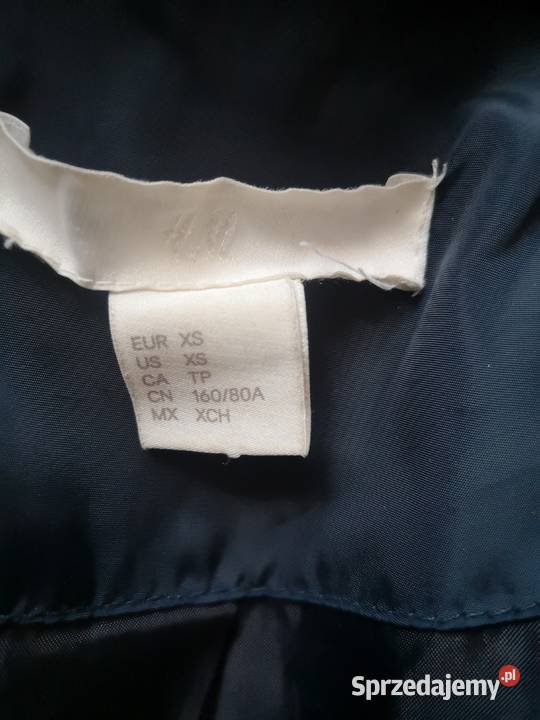 EUR XS
US XS
CA TP
CN 160/80A
MX XCH
Sprzedajemy.pl